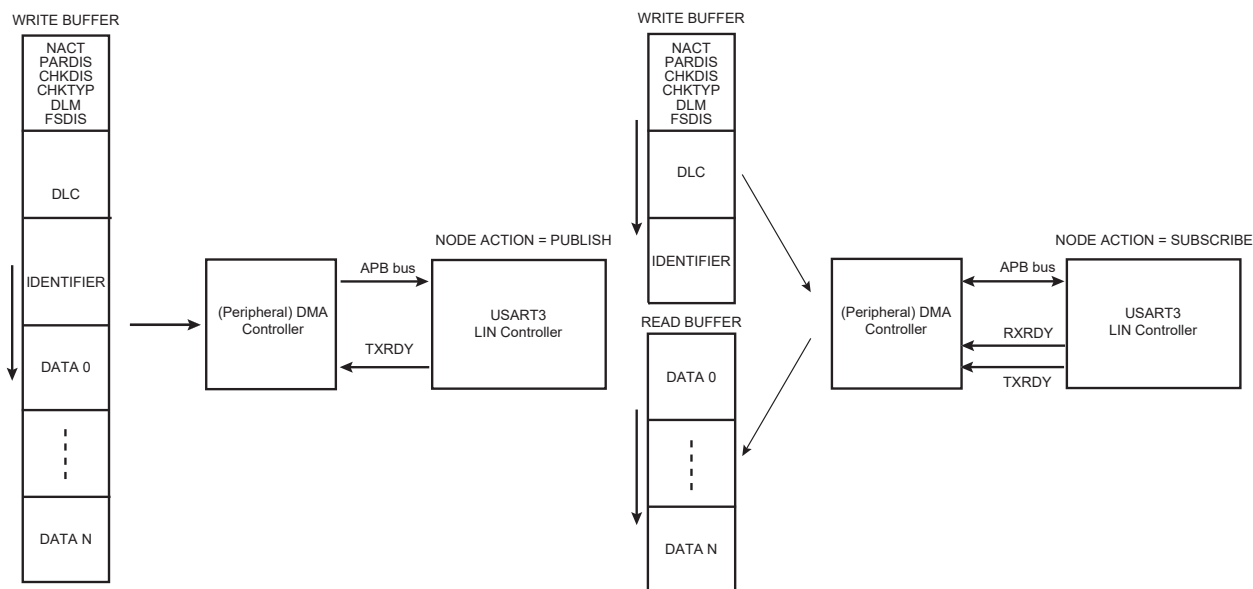 WRITE BUFFER
NACT
PARDIS
CHKDIS
CHKTYP
DLM
FSDIS
DLC
IDENTIFIER
DATA 0
DATA N
(Peripheral) DMA
Controller
APB bus
TXRDY
NODE ACTION = PUBLISH
USART3
LIN Controller
WRITE BUFFER
NACT
PARDIS
CHKDIS
CHKTYP
DLM
FSDIS
DLC
IDENTIFIER
READ BUFFER
DATA 0
DATA N
(Peripheral) DMA
Controller
APB bus
RXRDY
TXRDY
NODE ACTION = SUBSCRIBE
USART3
LIN Controller